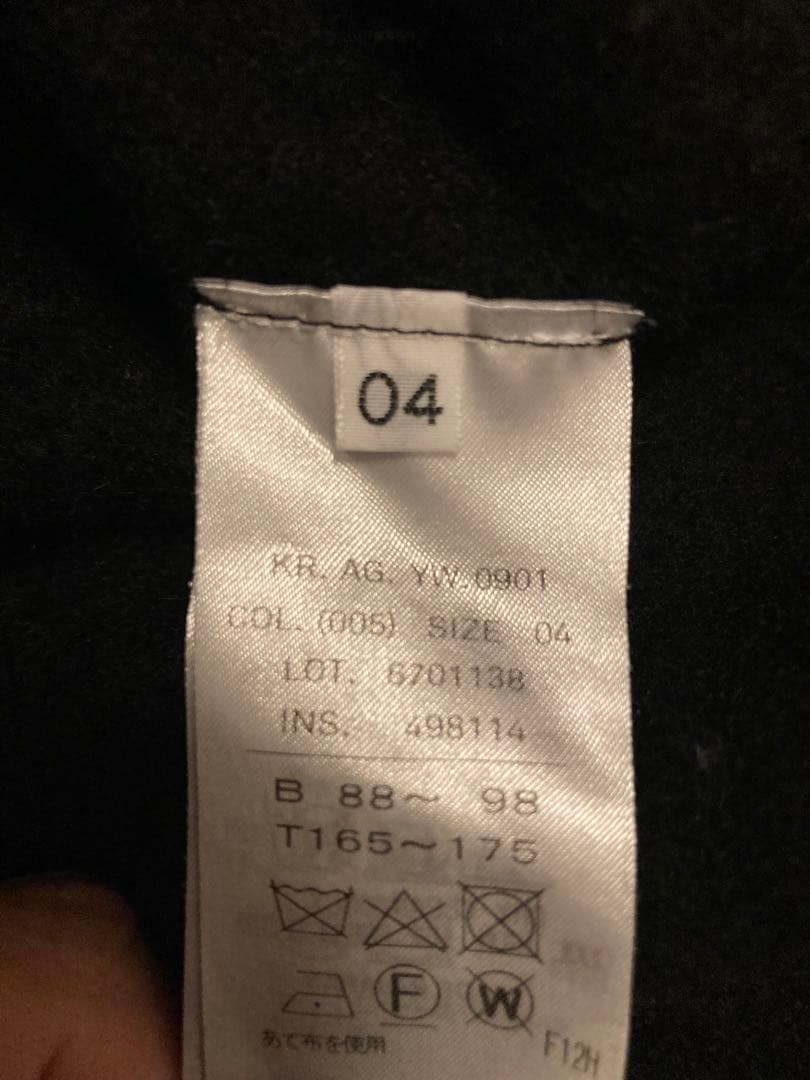 04
KR. AG. YW.0901
COL. (005) SIZE 04
LOT. 6701138
INS. 498114
B 88〜 98
T165〜175
F
W
あて布を使用
F12H